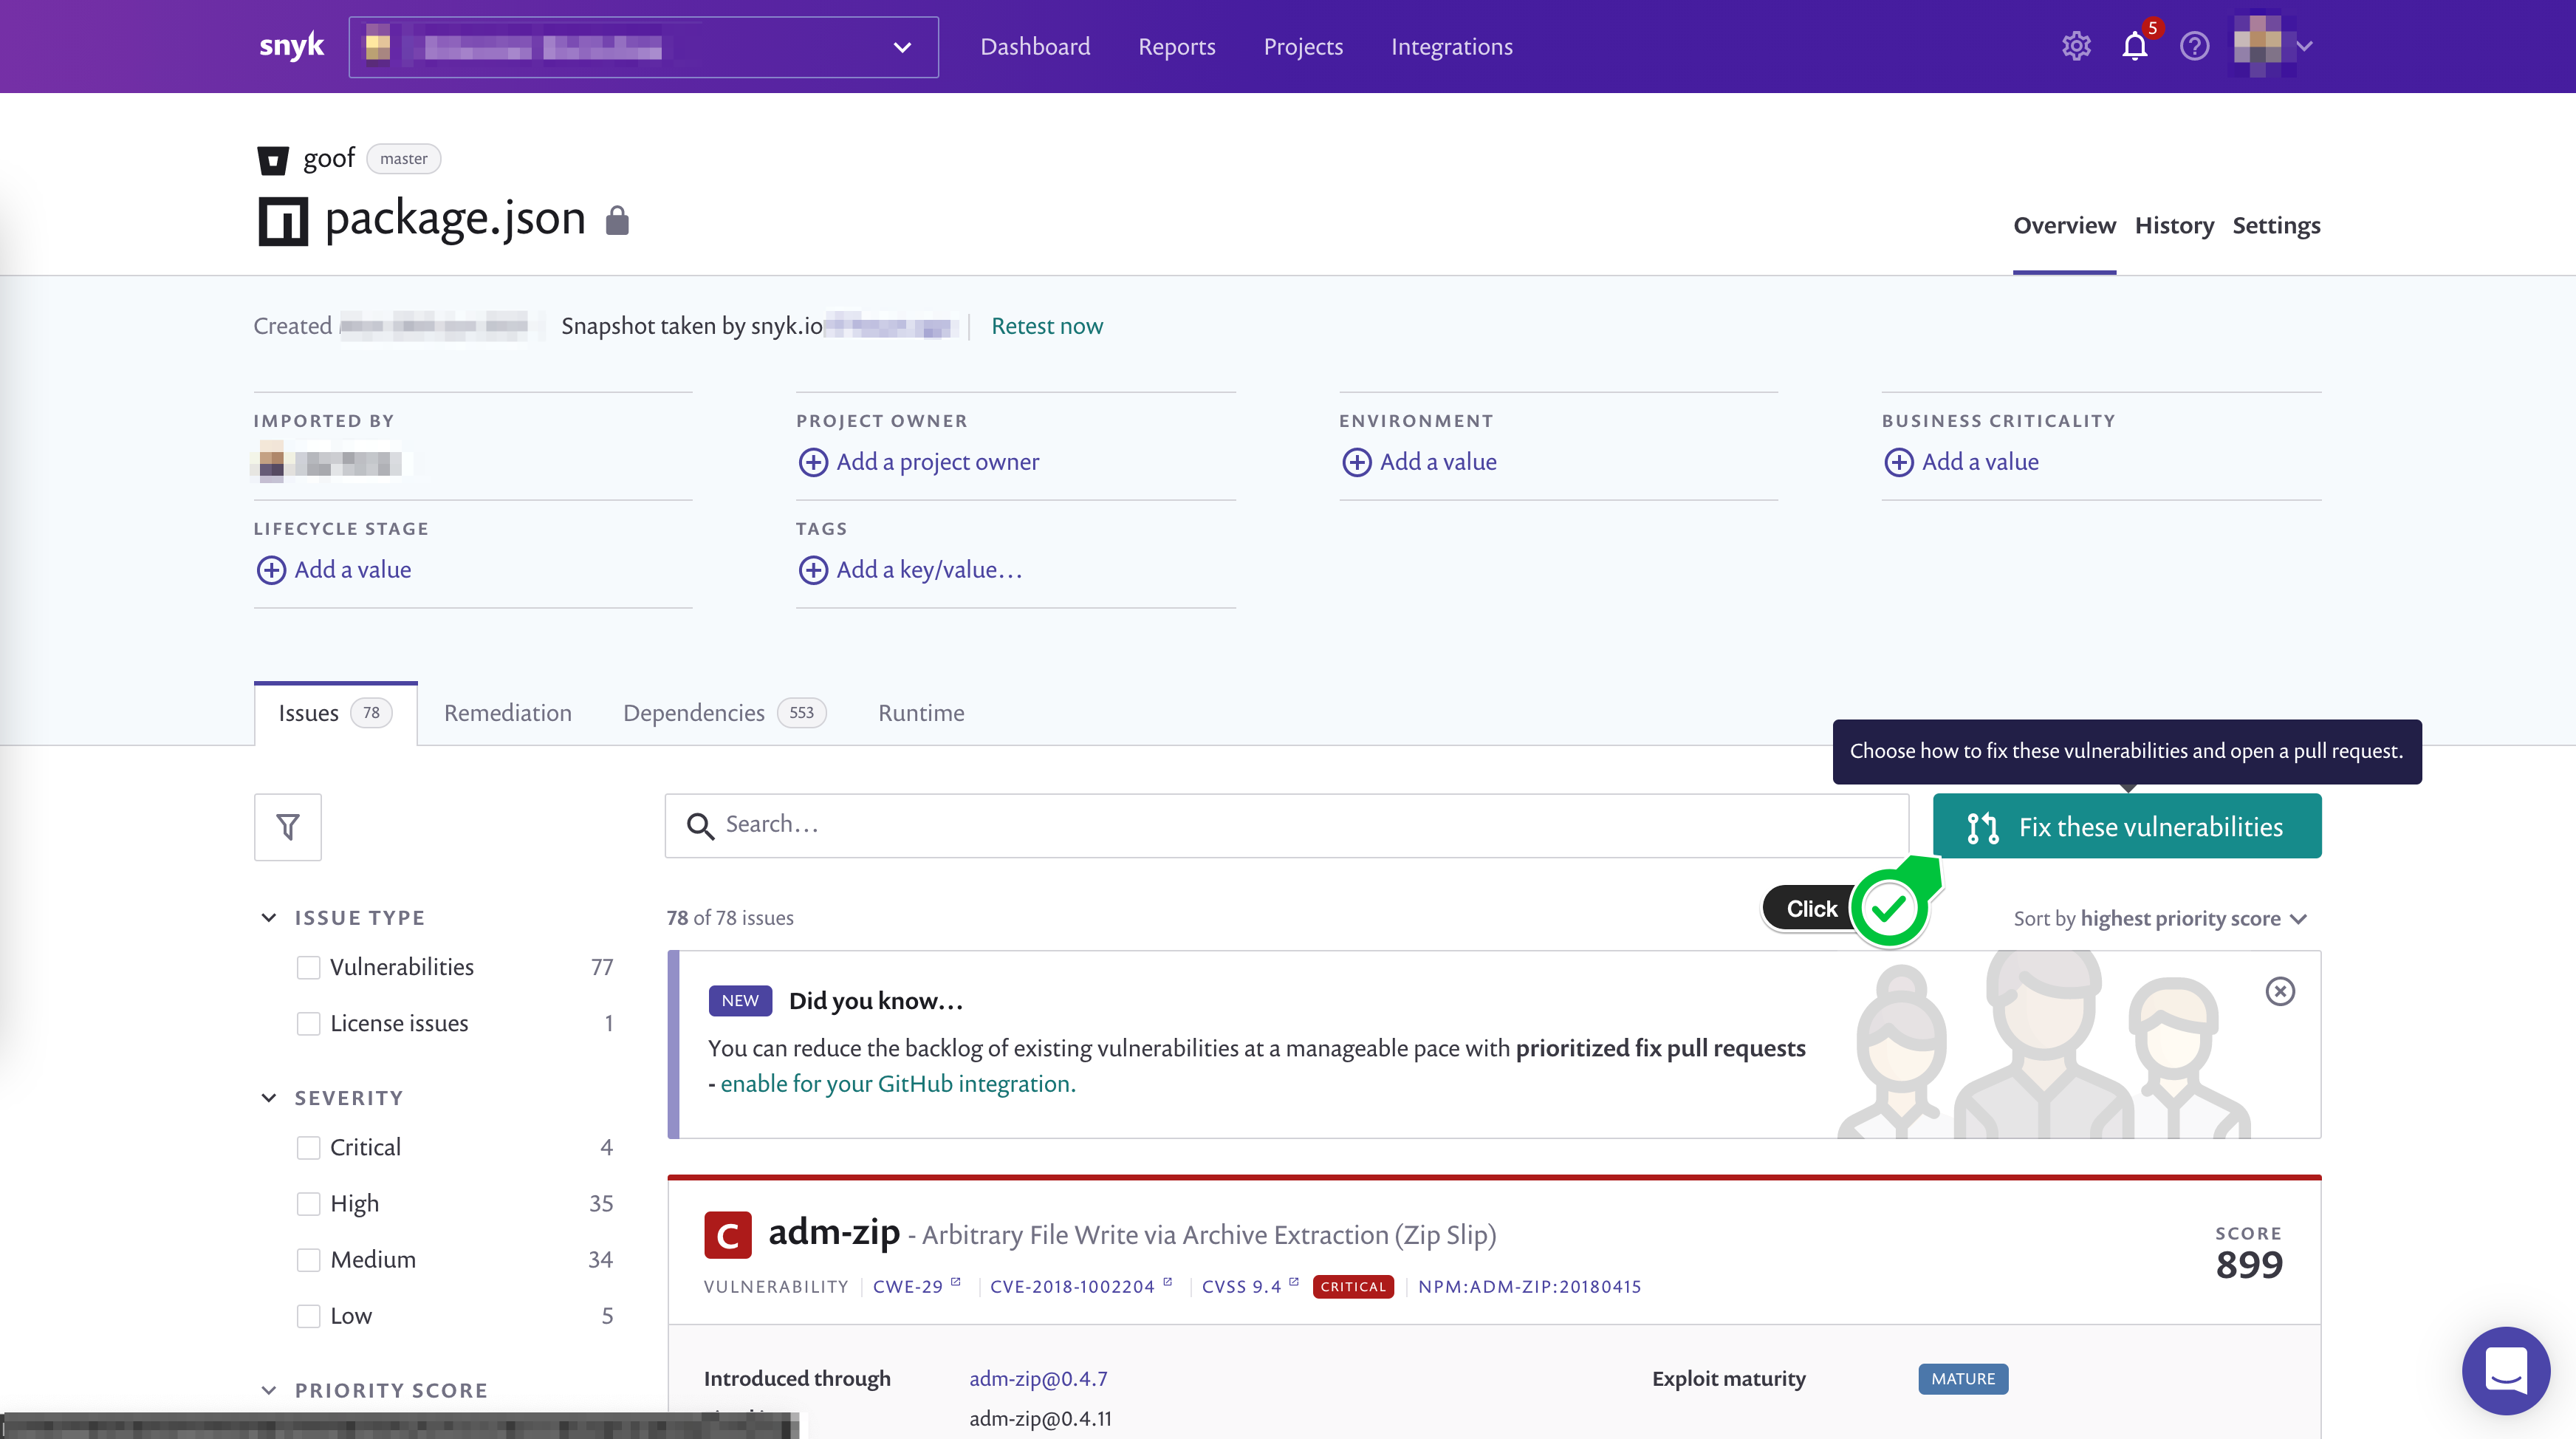 snyk
Dashboard
Reports
Projects
Integrations
5
goof master
package.json
Overview
History
Settings
Created
Snapshot taken by snyk.io
Retest now
IMPORTED BY
PROJECT OWNER
Add a project owner
ENVIRONMENT
Add a value
BUSINESS CRITICALITY
Add a value
LIFECYCLE STAGE
Add a value
TAGS
Add a key/value...
Issues 78
Remediation
Dependencies 553
Runtime
Choose how to fix these vulnerabilities and open a pull request.
Search...
Fix these vulnerabilities
Click
78 of 78 issues
Sort by highest priority score
ISSUE TYPE
Vulnerabilities 77
License issues 1
SEVERITY
Critical 4
High 35
Medium 34
Low 5
PRIORITY SCORE
NEW Did you know...
You can reduce the backlog of existing vulnerabilities at a manageable pace with prioritized fix pull requests
- enable for your GitHub integration.
C adm-zip - Arbitrary File Write via Archive Extraction (Zip Slip)
VULNERABILITY CWE-29 CVE-2018-1002204 CVSS 9.4 CRITICAL NPM:ADM-ZIP:20180415
SCORE
899
Introduced through adm-zip@0.4.7
Exploit maturity MATURE
adm-zip@0.4.11